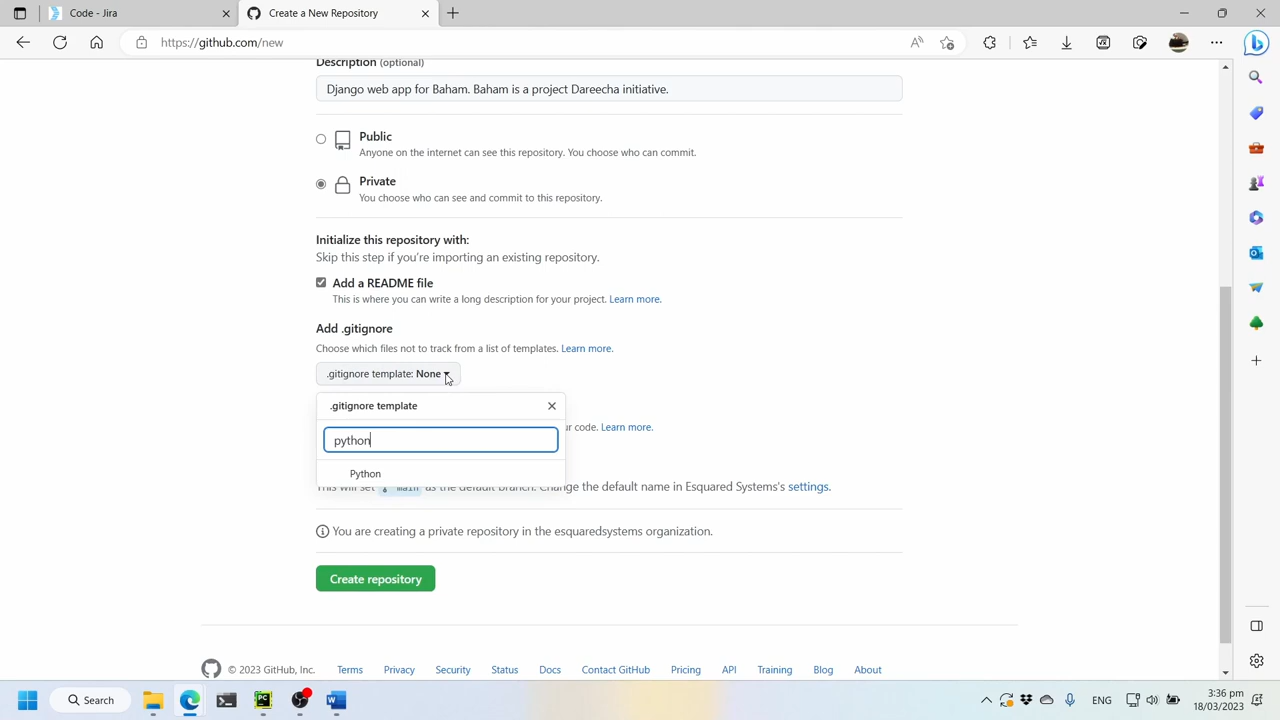 Code - Jira
Create a New Repository
https://github.com/new
Description (optional)
Django web app for Baham. Baham is a project Dareecha initiative.
Public
Anyone on the internet can see this repository. You choose who can commit.
Private
You choose who can see and commit to this repository.
Initialize this repository with:
Skip this step if you're importing an existing repository.
Add a README file
This is where you can write a long description for your project. Learn more.
Add .gitignore
Choose which files not to track from a list of templates. Learn more.
.gitignore template: None
.gitignore template
ur code. Learn more.
python
Python
This will set main as the default branch. Change the default name in Esquared Systems's settings.
You are creating a private repository in the esquaredsystems organization.
Create repository
© 2023 GitHub, Inc.
Terms
Privacy
Security
Status
Docs
Contact GitHub
Pricing
API
Training
Blog
About
Search
ENG
3:36 pm
18/03/2023